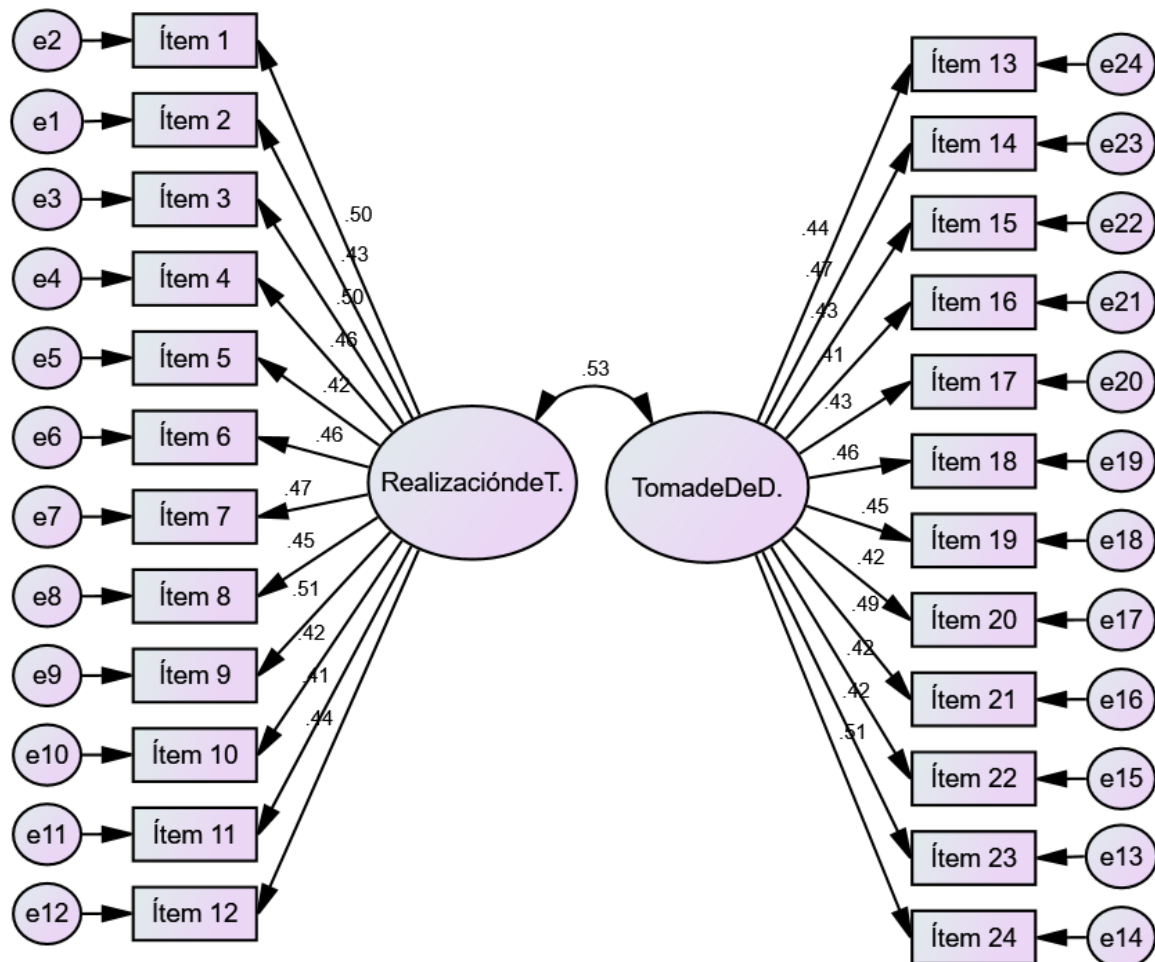 e2
Ítem 1
e1
Ítem 2
e3
Ítem 3
e4
Ítem 4
e5
Ítem 5
e6
Ítem 6
e7
Ítem 7
e8
Ítem 8
e9
Ítem 9
e10
Ítem 10
e11
Ítem 11
e12
Ítem 12
.50
.43
.50
.46
.42
.46
.47
.45
.51
.42
.41
.44
RealizacióndeT.
.53
TomadeDeD.
.44
.47
.43
.41
.43
.46
.45
.42
.49
.42
.42
.51
Ítem 13
e24
Ítem 14
e23
Ítem 15
e22
Ítem 16
e21
Ítem 17
e20
Ítem 18
e19
Ítem 19
e18
Ítem 20
e17
Ítem 21
e16
Ítem 22
e15
Ítem 23
e13
Ítem 24
e14